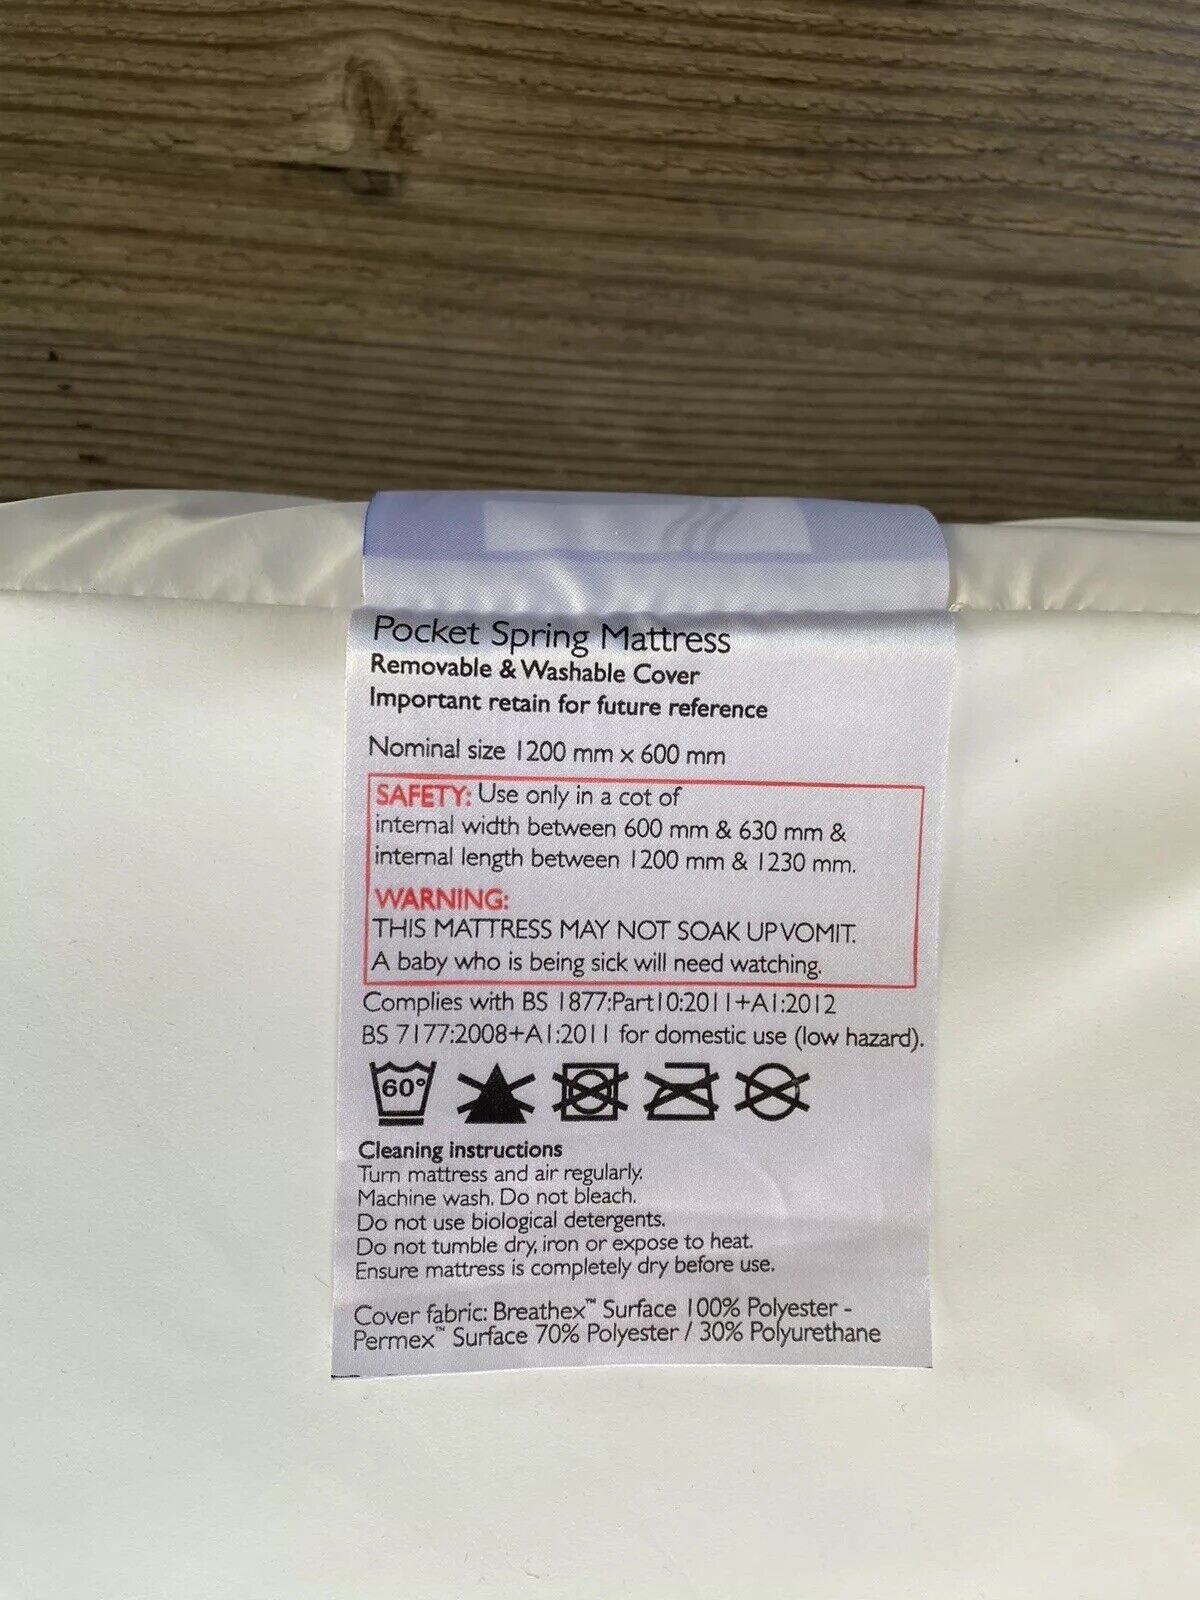 Pocket Spring Mattress
Removable & Washable Cover
Important retain for future reference
Nominal size 1200 mm x 600 mm
SAFETY: Use only in a cot of
internal width between 600 mm & 630 mm &
internal length between 1200 mm & 1230 mm.
WARNING:
THIS MATTRESS MAY NOT SOAK UP VOMIT.
A baby who is being sick will need watching.
Complies with BS 1877:Part10:2011+A1:2012
BS 7177:2008+A1:2011 for domestic use (low hazard).
60°
Cleaning instructions
Turn mattress and air regularly.
Machine wash. Do not bleach.
Do not use biological detergents.
Do not tumble dry, iron or expose to heat.
Ensure mattress is completely dry before use.
Cover fabric: Breathex™ Surface 100% Polyester -
Permex™ Surface 70% Polyester / 30% Polyurethane